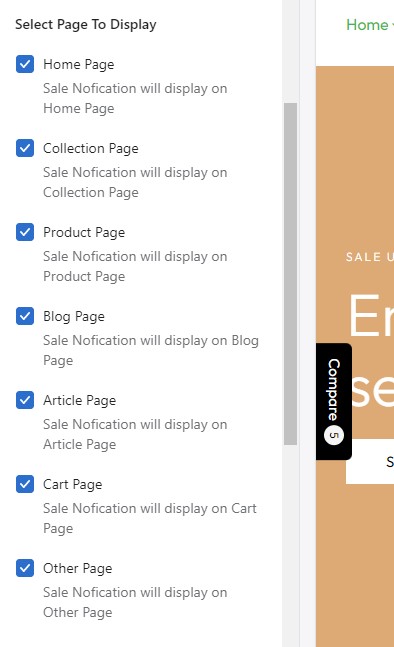 Select Page To Display
Home Page
Sale Nofication will display on
Home Page
Collection Page
Sale Nofication will display on
Collection Page
Product Page
Sale Nofication will display on
Product Page
Blog Page
Sale Nofication will display on Blog
Page
Article Page
Sale Nofication will display on
Article Page
Cart Page
Sale Nofication will display on Cart
Page
Other Page
Sale Nofication will display on
Other Page
Home
SALE U
Er
se
Compare 5
S